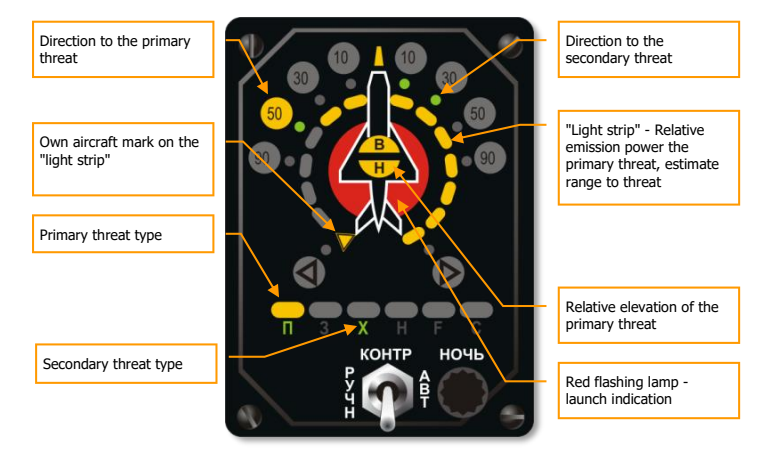 Direction to the primary
threat
Own aircraft mark on the
"light strip"
Primary threat type
Secondary threat type
10
10
30
30
50
50
90
90
В
Н
П
З
Х
Н
F
С
КОНТР
НОЧЬ
РУЧН
АВТ
Direction to the
secondary threat
"Light strip" - Relative
emission power the
primary threat, estimate
range to threat
Relative elevation of the
primary threat
Red flashing lamp -
launch indication